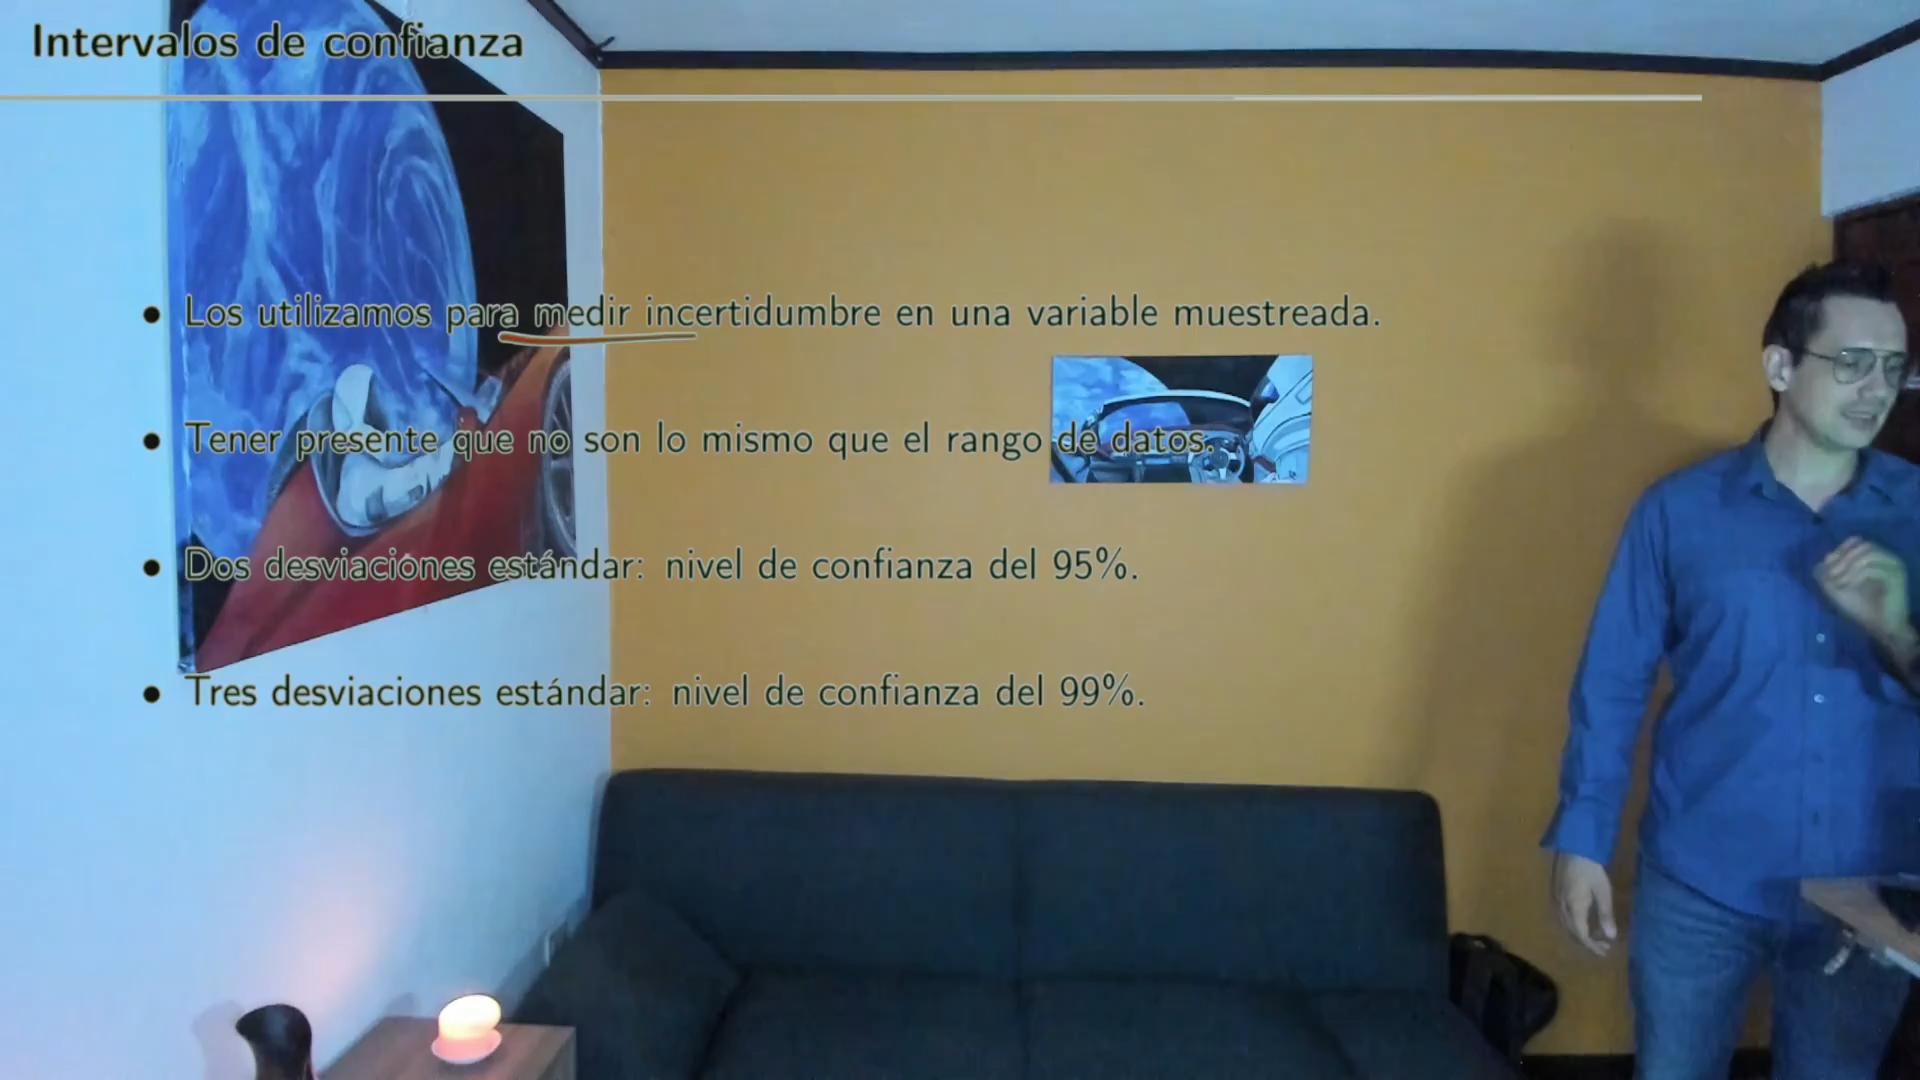 Intervalos de confianza
• Los utilizamos para medir incertidumbre en una variable muestreada.
• Tener presente que no son lo mismo que el rango de datos.
• Dos desviaciones estándar: nivel de confianza del 95%.
• Tres desviaciones estándar: nivel de confianza del 99%.